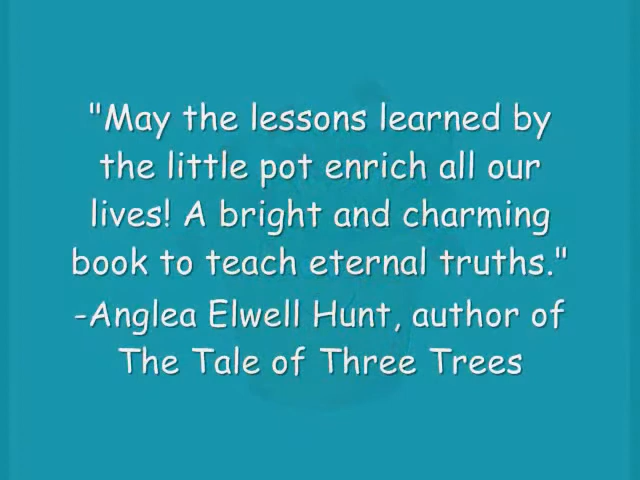 "May the lessons learned by
the little pot enrich all our
lives! A bright and charming
book to teach eternal truths."
-Anglea Elwell Hunt, author of
The Tale of Three Trees